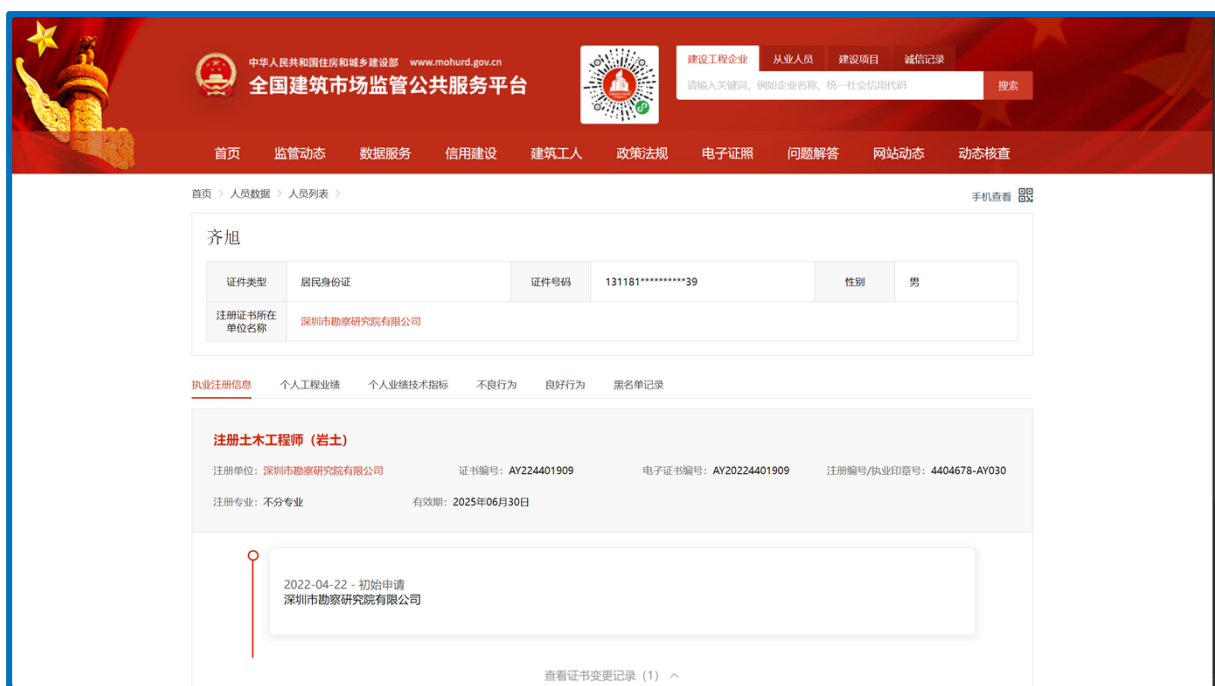 中华人民共和国住房和城乡建设部 www.mohurd.gov.cn
全国建筑市场监管公共服务平台
建设工程企业 从业人员 建设项目 诚信记录
请输入关键词，例如企业名称、统一社会信用代码 搜索
首页 监管动态 数据服务 信用建设 建筑工人 政策法规 电子证照 问题解答 网站动态 动态核查
首页 > 人员数据 > 人员列表 >
手机查看
齐旭
证件类型 居民身份证 证件号码 131181**********39 性别 男
注册证书所在单位名称 深圳市勘察研究院有限公司
执业注册信息 个人工程业绩 个人业绩技术指标 不良行为 良好行为 黑名单记录
注册土木工程师（岩土）
注册单位：深圳市勘察研究院有限公司 证书编号：AY224401909 电子证书编号：AY20224401909 注册编号/执业印章号：4404678-AY030
注册专业：不分专业 有效期：2025年06月30日
2022-04-22 - 初始申请
深圳市勘察研究院有限公司
查看证书变更记录（1）